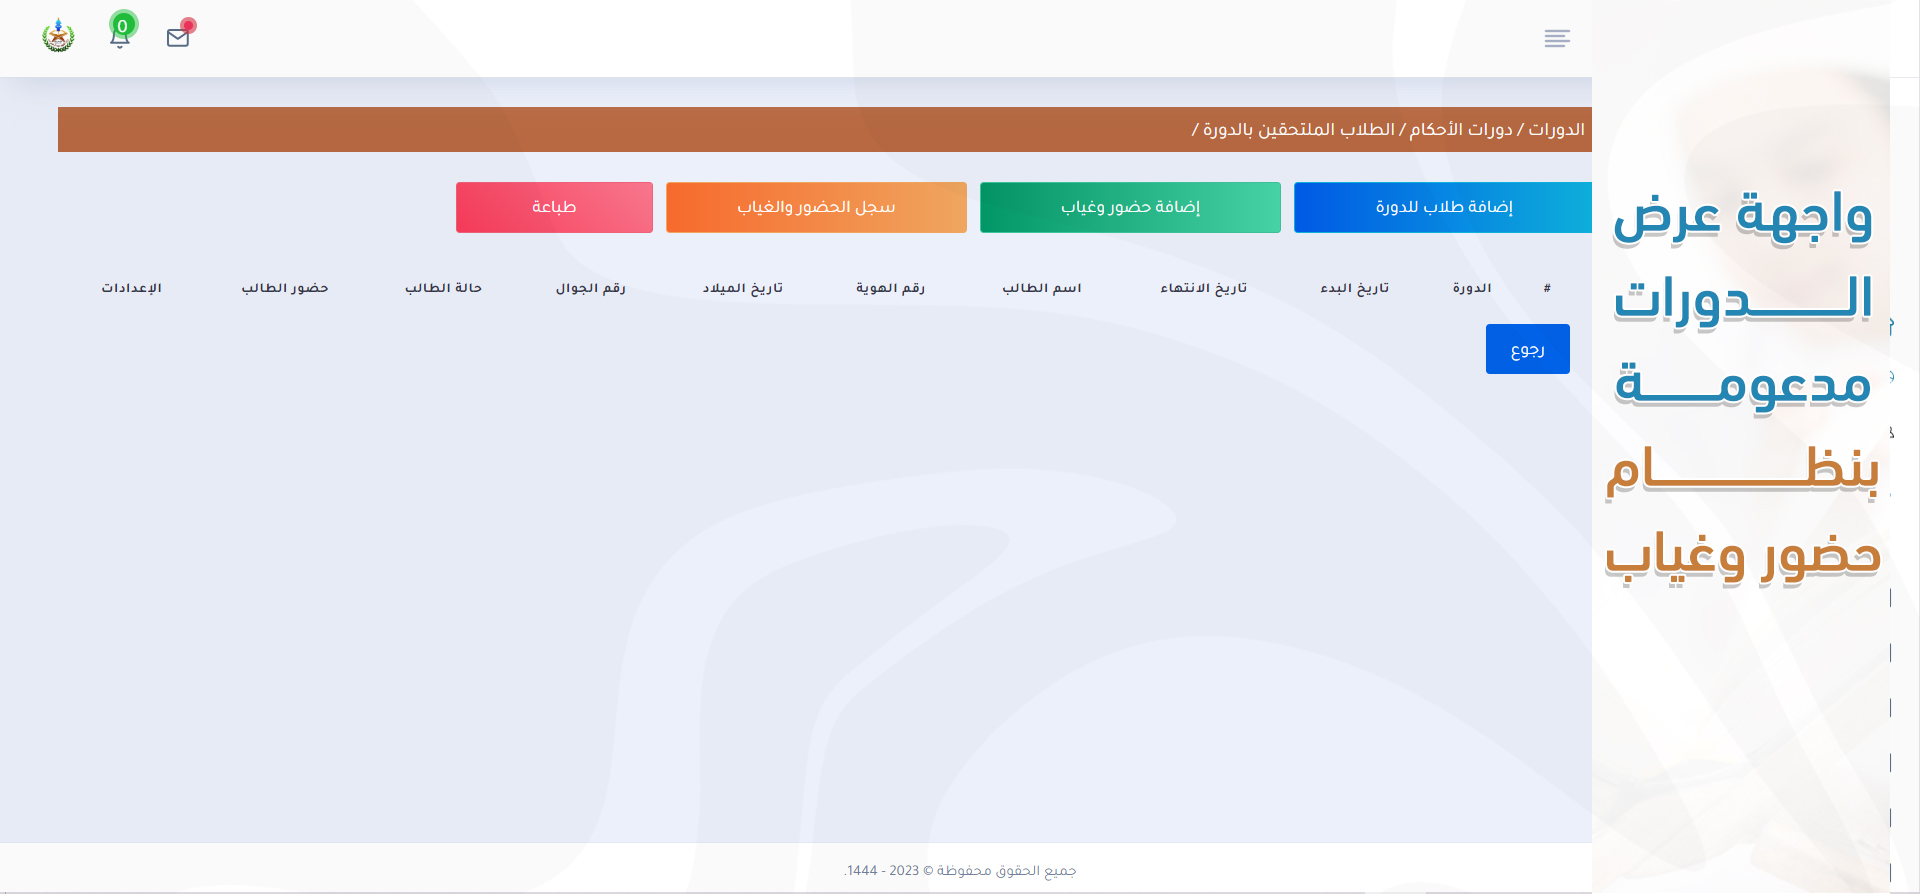 0
الدورات / دورات الأحكام / الطلاب الملتحقين بالدورة /
إضافة طلاب للدورة
إضافة حضور وغياب
سجل الحضور والغياب
طباعة
# الدورة تاريخ البدء تاريخ الانتهاء اسم الطالب رقم الهوية تاريخ الميلاد رقم الجوال حالة الطالب حضور الطالب الإعدادات
رجوع
واجهة عرض
الـــــدورات
مدعومـــــة
بنظـــــــام
حضور وغياب
جميع الحقوق محفوظة © 2023 - 1444.